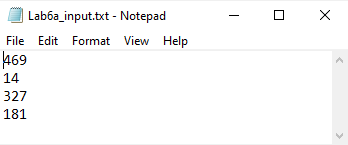 Lab6a_input.txt - Notepad
File Edit Format View Help
469
14
327
181